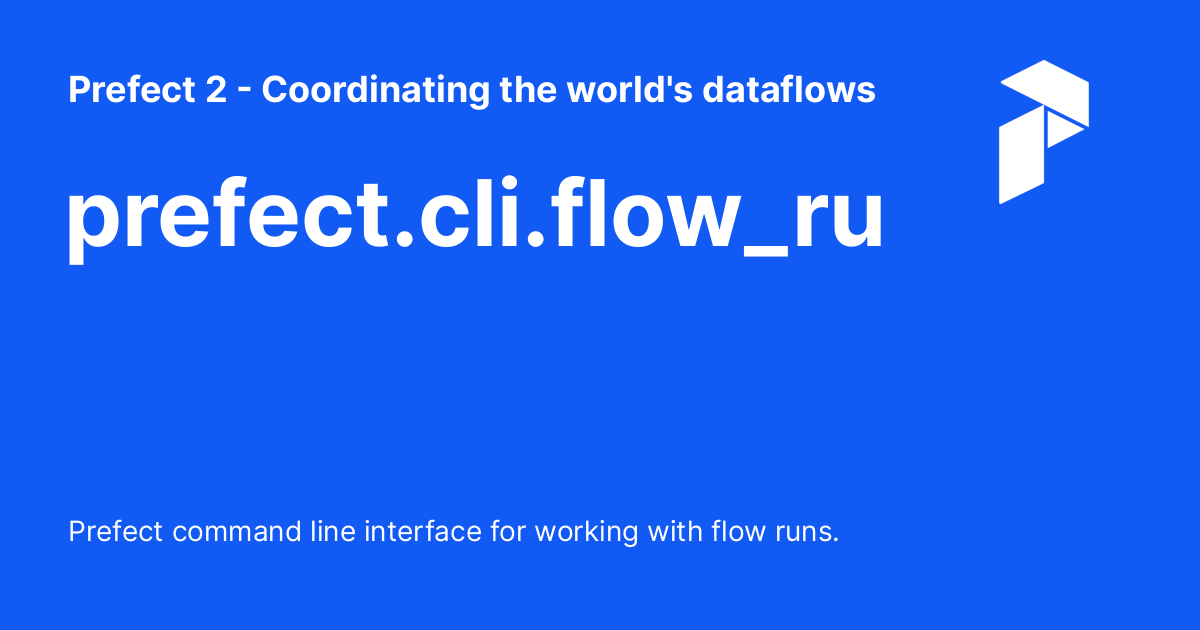 Prefect 2 - Coordinating the world's dataflows
prefect.cli.flow_ru
Prefect command line interface for working with flow runs.